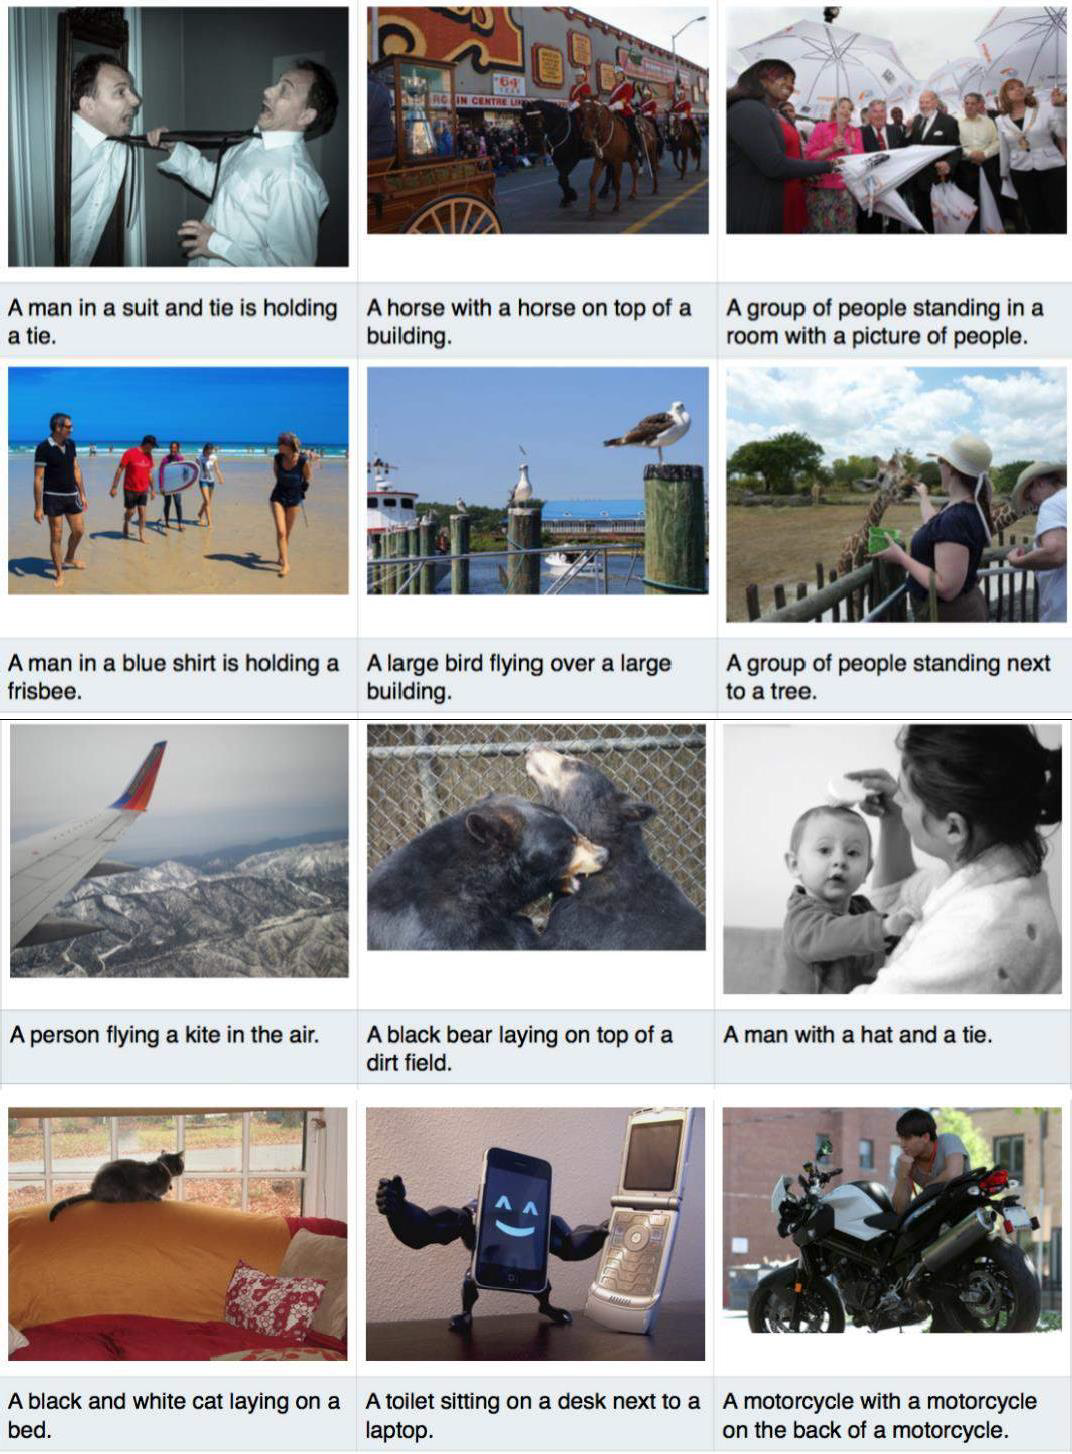 '64
ROGIN CENTRE
A man in a suit and tie is holding
a tie.
A horse with a horse on top of a
building.
A group of people standing in a
room with a picture of people.
A man in a blue shirt is holding a
frisbee.
A large bird flying over a large
building.
A group of people standing next
to a tree.
A person flying a kite in the air.
A black bear laying on top of a
dirt field.
A man with a hat and a tie.
A black and white cat laying on a
bed.
A toilet sitting on a desk next to a
laptop.
A motorcycle with a motorcycle
on the back of a motorcycle.